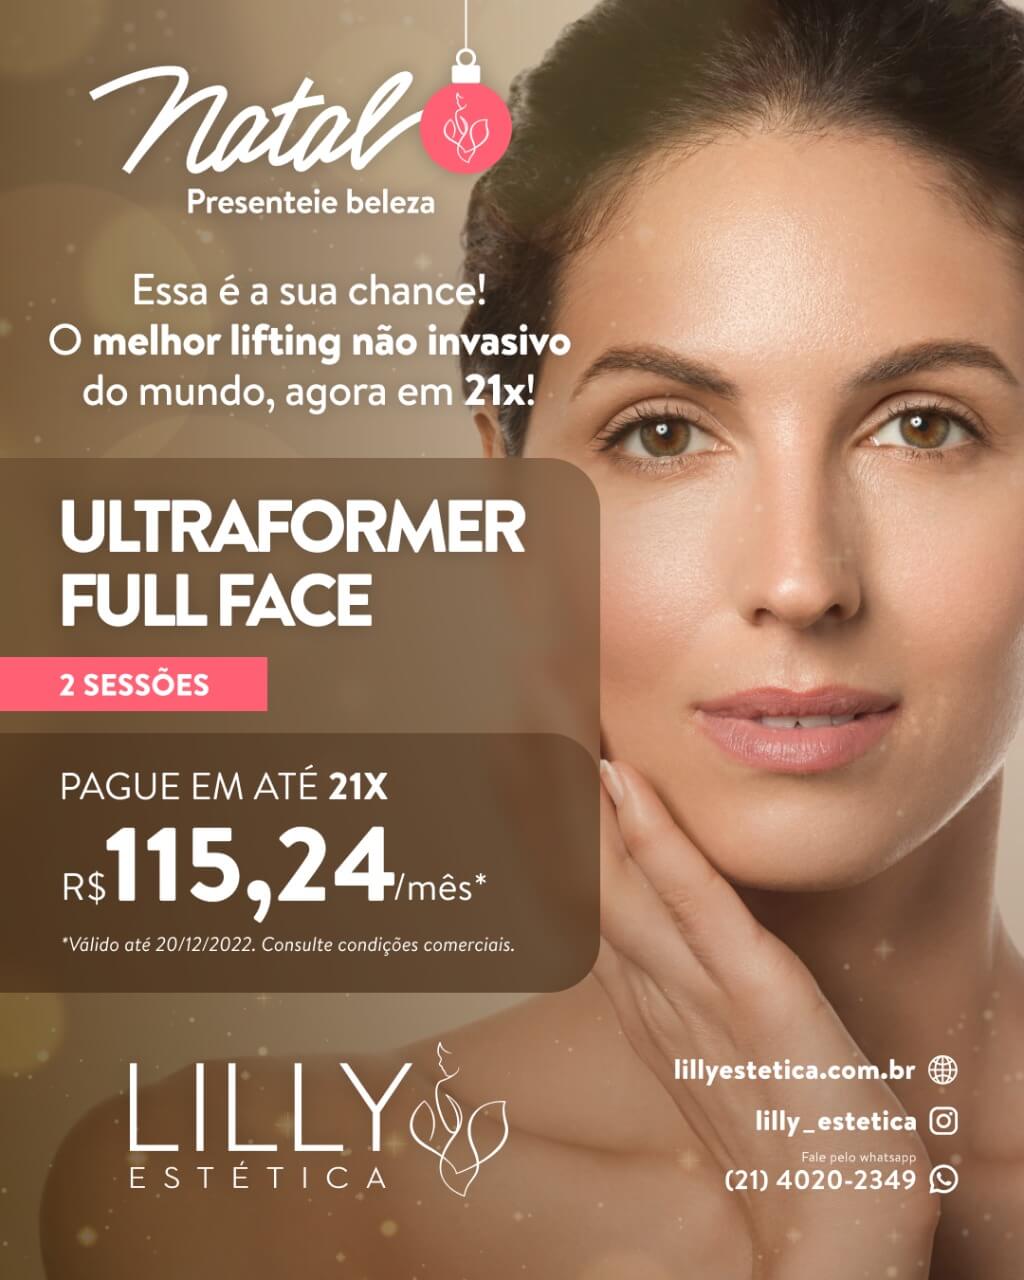 Natal
Presenteie beleza
Essa é a sua chance!
O melhor lifting não invasivo
do mundo, agora em 21x!
ULTRAFORMER
FULL FACE
2 SESSÕES
PAGUE EM ATÉ 21X
R$115,24/mês*
*Válido até 20/12/2022. Consulte condições comerciais.
LILLY
ESTÉTICA
lillyestetica.com.br
lilly_estetica
Fale pelo whatsapp
(21) 4020-2349